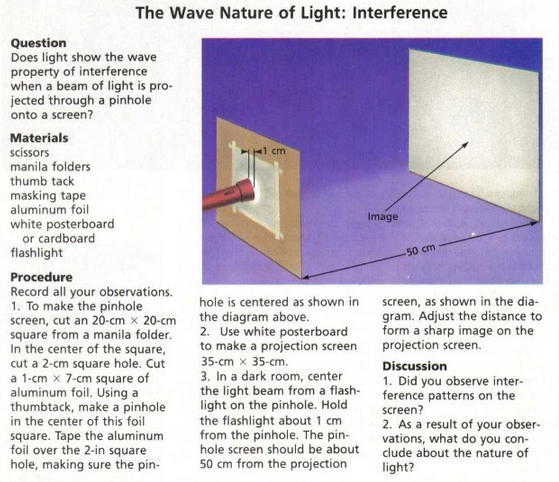 The Wave Nature of Light: Interference
Question
Does light show the wave
property of interference
when a beam of light is pro-
jected through a pinhole
onto a screen?
Materials
scissors
manila folders
thumb tack
masking tape
aluminum foil
white posterboard
or cardboard
flashlight
Procedure
Record all your observations.
1. To make the pinhole
screen, cut an 20-cm × 20-cm
square from a manila folder.
In the center of the square,
cut a 2-cm square hole. Cut
a 1-cm × 7-cm square of
aluminum foil. Using a
thumbtack, make a pinhole
in the center of this foil
square. Tape the aluminum
foil over the 2-in square
hole, making sure the pin-
1 cm
Image
50 cm
hole is centered as shown in
the diagram above.
2. Use white posterboard
to make a projection screen
35-cm × 35-cm.
3. In a dark room, center
the light beam from a flash-
light on the pinhole. Hold
the flashlight about 1 cm
from the pinhole. The pin-
hole screen should be about
50 cm from the projection
screen, as shown in the dia-
gram. Adjust the distance to
form a sharp image on the
projection screen.
Discussion
1. Did you observe inter-
ference patterns on the
screen?
2. As a result of your obser-
vations, what do you con-
clude about the nature of
light?